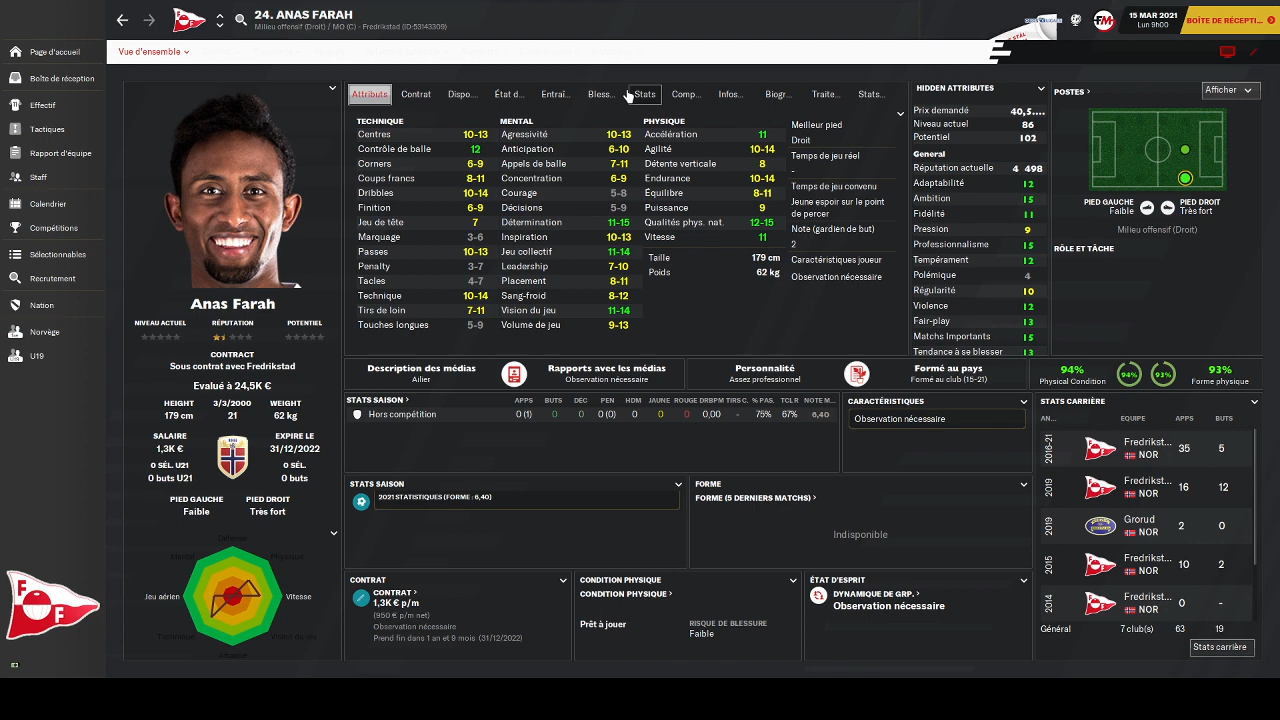 24. ANAS FARAH
Milieu offensif (Droit) / MO (C) - Fredrikstad (ID:53143309)
15 MAR 2021
Lun 9h00
BOÎTE DE RÉCEPTI...
Page d'accueil
Boîte de réception
Effectif
Tactiques
Rapport d'équipe
Staff
Calendrier
Compétitions
Sélectionnables
Recrutement
Nation
Norvège
U19
Vue d'ensemble
Anas Farah
NIVEAU ACTUEL
RÉPUTATION
POTENTIEL
CONTRACT
Sous contrat avec Fredrikstad
Evalué à 24,5K €
HEIGHT 3/3/2000 WEIGHT
179 cm 21 62 kg
SALAIRE EXPIRE LE
1,3K € 31/12/2022
0 SÉL. U21 0 SÉL.
0 buts U21 0 buts
PIED GAUCHE PIED DROIT
Faible Très fort
Défense
Mental Physique
Jeu aérien Vitesse
Technique Vision du jeu
Attaque
Attributs Contrat Dispo... État d... Entraî... Bless... Stats Comp... Infos... Biogr... Traite... Stats...
TECHNIQUE
Centres 10-13
Contrôle de balle 12
Corners 6-9
Coups francs 8-11
Dribbles 10-14
Finition 6-9
Jeu de tête 7
Marquage 3-6
Passes 10-13
Penalty 3-7
Tacles 4-7
Technique 10-14
Tirs de loin 7-11
Touches longues 5-9
MENTAL
Agressivité 10-13
Anticipation 6-10
Appels de balle 7-11
Concentration 6-9
Courage 5-8
Décisions 5-9
Détermination 11-15
Inspiration 10-13
Jeu collectif 11-14
Leadership 7-10
Placement 8-11
Sang-froid 8-12
Vision du jeu 11-14
Volume de jeu 9-13
PHYSIQUE
Accélération 11
Agilité 10-14
Détente verticale 8
Endurance 10-14
Équilibre 8-11
Puissance 9
Qualités phys. nat. 12-15
Vitesse 11
Taille 179 cm
Poids 62 kg
Meilleur pied
Droit
Temps de jeu réel
-
Temps de jeu convenu
Jeune espoir sur le point
de percer
Note (gardien de but)
2
Caractéristiques joueur
Observation nécessaire
HIDDEN ATTRIBUTES
Prix demandé 40,5....
Niveau actuel 86
Potentiel 102
General
Réputation actuelle 4 498
Adaptabilité 12
Ambition 15
Fidélité 11
Pression 9
Professionnalisme 15
Tempérament 12
Polémique 4
Régularité 10
Violence 12
Fair-play 13
Matchs Importants 15
Tendance à se blesser 13
POSTES >
Afficher
PIED GAUCHE
Faible
PIED DROIT
Très fort
Milieu offensif (Droit)
RÔLE ET TÂCHE
Description des médias
Ailier
Rapports avec les médias
Observation nécessaire
Personnalité
Assez professionnel
Formé au pays
Formé au club (15-21)
94%
Physical Condition
94%
93%
93%
Forme physique
STATS SAISON > APPS BUTS DEC PEN HDM JAUNE ROUGE DRBPM TIRS C. % PAS. TCL R NOTE M...
Hors compétition 0 (1) 0 0 0 (0) 0 0 0 0,00 - 75% 67% 6,40
CARACTÉRISTIQUES
Observation nécessaire
STATS CARRIÈRE
AN... EQUIPE APPS BUTS
2016-21 Fredrikst... NOR 35 5
2019 Fredrikst... NOR 16 12
2019 Grorud NOR 2 0
2015 Fredrikst... NOR 10 2
2014 Fredrikst... NOR 0 -
Général 7 club(s) 63 19
Stats carrière
STATS SAISON
2021 STATISTIQUES (FORME : 6,40)
FORME
FORME (5 DERNIERS MATCHS) >
Indisponible
CONTRAT
CONTRAT >
1,3K € p/m
(950 € p/m net)
Observation nécessaire
Prend fin dans 1 an et 9 mois (31/12/2022)
CONDITION PHYSIQUE
CONDITION PHYSIQUE >
Prêt à jouer
RISQUE DE BLESSURE
Faible
ÉTAT D'ESPRIT
DYNAMIQUE DE GRP. >
Observation nécessaire
F F